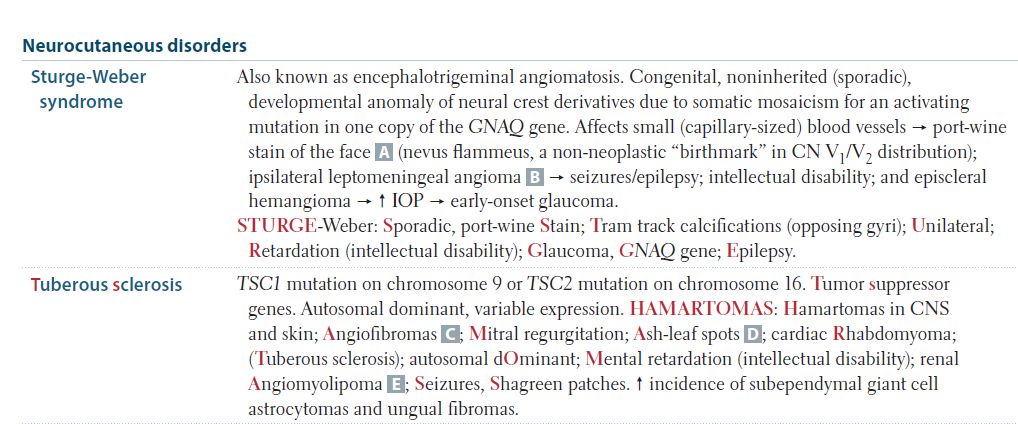 Neurocutaneous disorders
Sturge-Weber syndrome
Also known as encephalotrigeminal angiomatosis. Congenital, noninherited (sporadic),
developmental anomaly of neural crest derivatives due to somatic mosaicism for an activating
mutation in one copy of the GNAQ gene. Affects small (capillary-sized) blood vessels → port-wine
stain of the face A (nevus flammeus, a non-neoplastic “birthmark” in CN V₁/V₂ distribution);
ipsilateral leptomeningeal angioma B → seizures/epilepsy; intellectual disability; and episcleral
hemangioma → ↑ IOP → early-onset glaucoma.
STURGE-Weber: Sporadic, port-wine Stain; Tram track calcifications (opposing gyri); Unilateral;
Retardation (intellectual disability); Glaucoma, GNAQ gene; Epilepsy.
Tuberous sclerosis
TSC1 mutation on chromosome 9 or TSC2 mutation on chromosome 16. Tumor suppressor
genes. Autosomal dominant, variable expression. HAMARTOMAS: Hamartomas in CNS
and skin; Angiofibromas C; Mitral regurgitation; Ash-leaf spots D; cardiac Rhabdomyoma;
(Tuberous sclerosis); autosomal dOminant; Mental retardation (intellectual disability); renal
Angiomyolipoma E; Seizures, Shagreen patches. ↑ incidence of subependymal giant cell
astrocytomas and ungual fibromas.